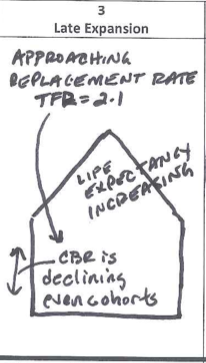 3
Late Expansion
APPROACHING
REPLACEMENT RATE
TFR = 2.1
LIFE
EXPECTANCY
INCREASING
CBR is
declining
even cohorts